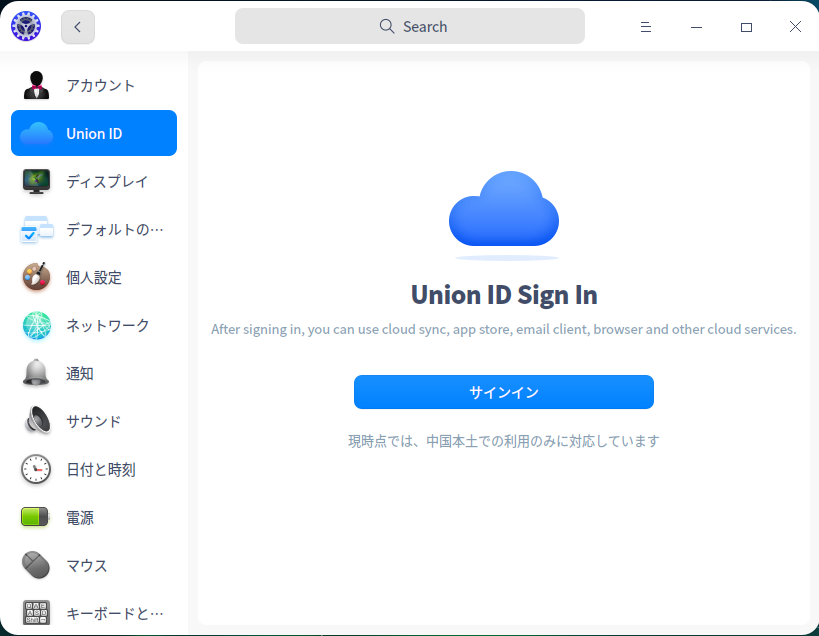 Search
アカウント
Union ID
ディスプレイ
デフォルトの…
個人設定
ネットワーク
通知
サウンド
日付と時刻
電源
マウス
キーボードと…
Union ID Sign In
After signing in, you can use cloud sync, app store, email client, browser and other cloud services.
サインイン
現時点では、中国本土での利用のみに対応しています